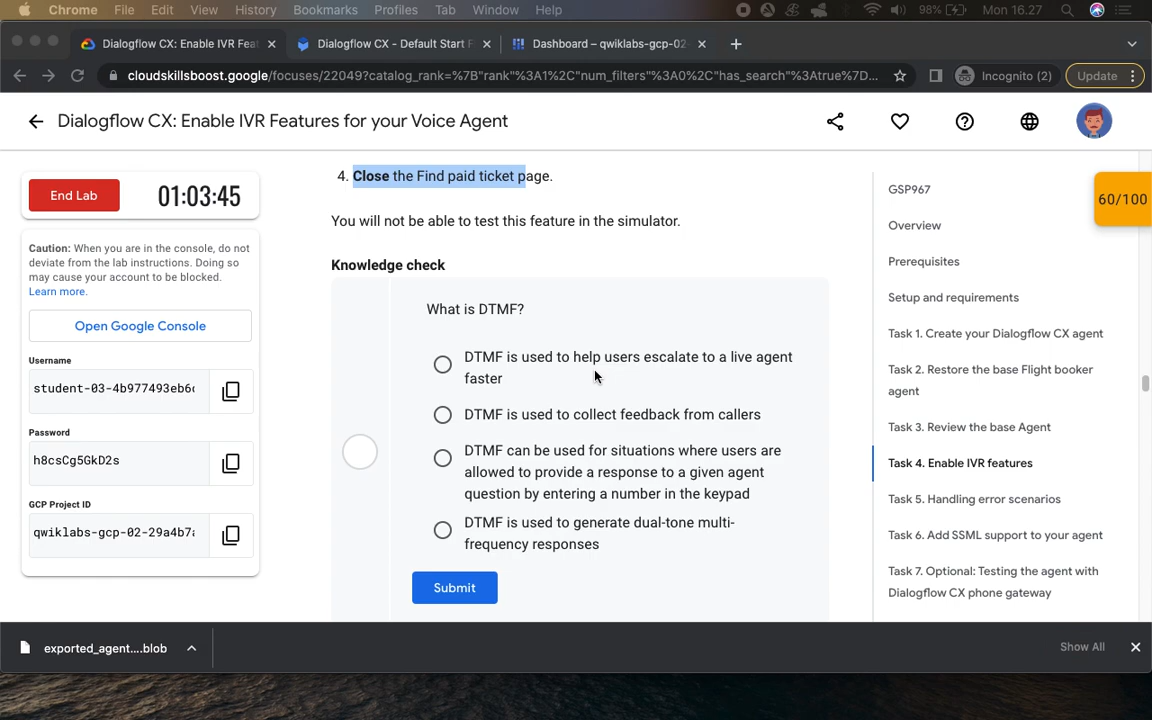 Chrome File Edit View History Bookmarks Profiles Tab Window Help 98% Mon 16.27
Dialogflow CX: Enable IVR Fea
Dialogflow CX - Default Start F
Dashboard – qwiklabs-gcp-02-
cloudskillsboost.google/focuses/22049?catalog_rank=%7B"rank"%3A1%2C"num_filters"%3A0%2C"has_search"%3Atrue%7D...
Incognito (2)
Update
Dialogflow CX: Enable IVR Features for your Voice Agent
End Lab
01:03:45
Caution: When you are in the console, do not
deviate from the lab instructions. Doing so
may cause your account to be blocked.
Learn more.
Open Google Console
Username
student-03-4b977493eb6
Password
h8csCg5GkD2s
GCP Project ID
qwiklabs-gcp-02-29a4b7
4. Close the Find paid ticket page.
You will not be able to test this feature in the simulator.
Knowledge check
What is DTMF?
DTMF is used to help users escalate to a live agent
faster
DTMF is used to collect feedback from callers
DTMF can be used for situations where users are
allowed to provide a response to a given agent
question by entering a number in the keypad
DTMF is used to generate dual-tone multi-
frequency responses
Submit
GSP967
60/100
Overview
Prerequisites
Setup and requirements
Task 1. Create your Dialogflow CX agent
Task 2. Restore the base Flight booker
agent
Task 3. Review the base Agent
Task 4. Enable IVR features
Task 5. Handling error scenarios
Task 6. Add SSML support to your agent
Task 7. Optional: Testing the agent with
Dialogflow CX phone gateway
exported_agent....blob
Show All